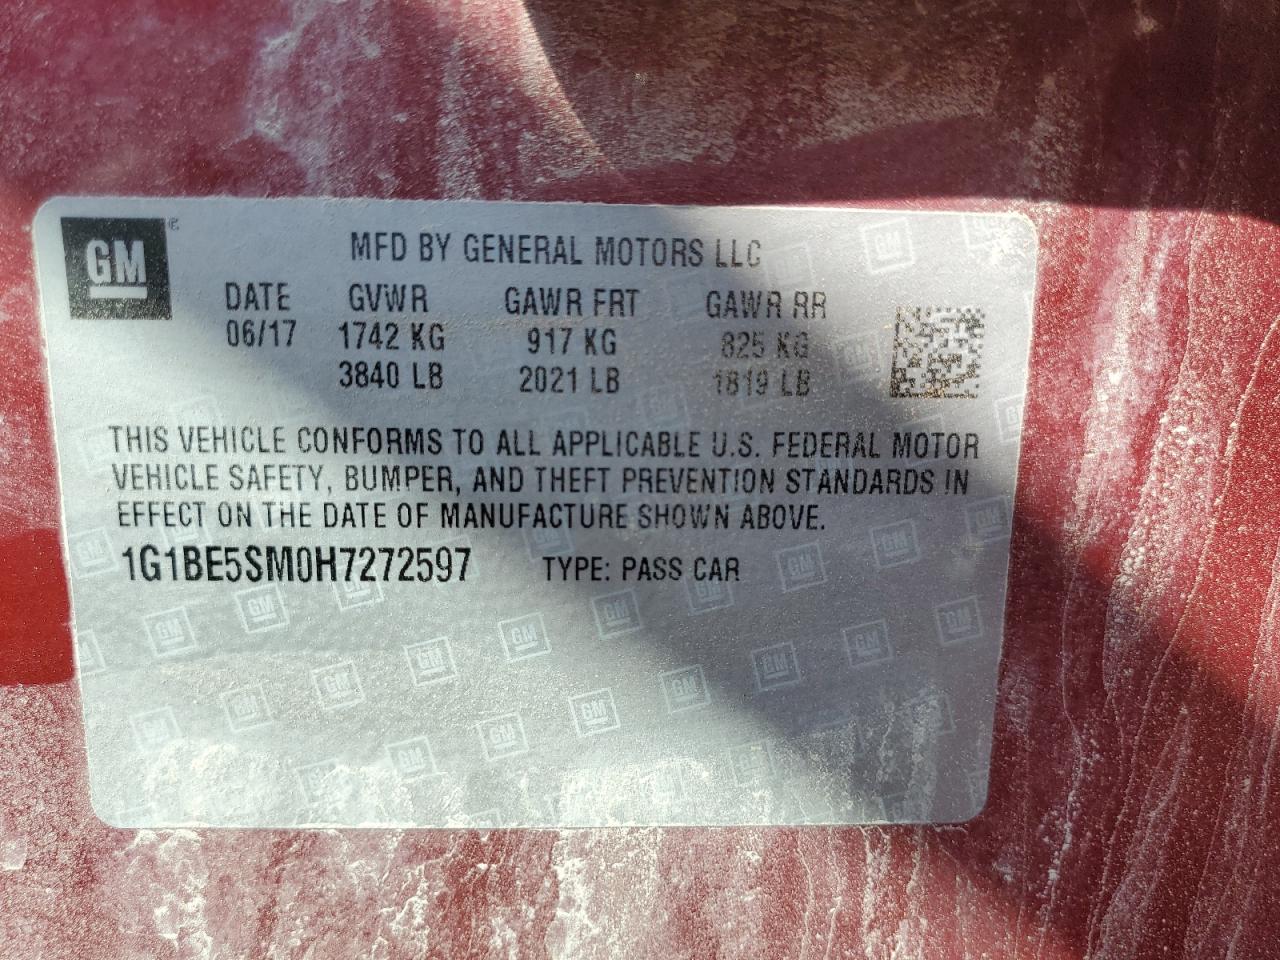 GM
MFD BY GENERAL MOTORS LLC
DATE GVWR GAWR FRT GAWR RR
06/17 1742 KG 917 KG 825 KG
3840 LB 2021 LB 1819 LB
THIS VEHICLE CONFORMS TO ALL APPLICABLE U.S. FEDERAL MOTOR
VEHICLE SAFETY, BUMPER, AND THEFT PREVENTION STANDARDS IN
EFFECT ON THE DATE OF MANUFACTURE SHOWN ABOVE.
1G1BE5SM0H7272597 TYPE: PASS CAR